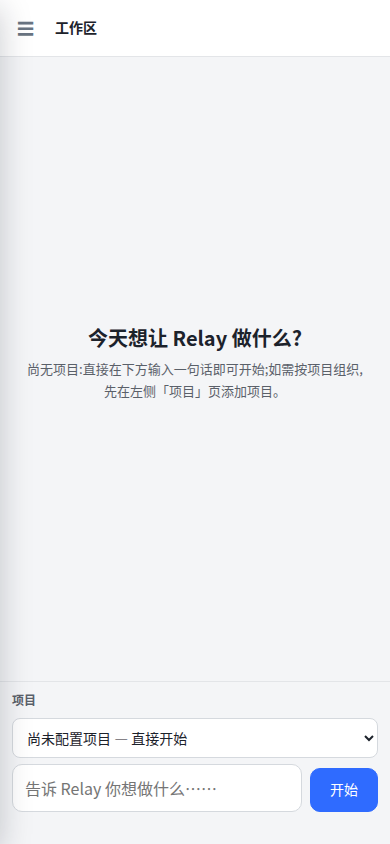 工作区
今天想让 Relay 做什么?
尚无项目:直接在下方输入一句话即可开始;如需按项目组织,
先在左侧「项目」页添加项目。
项目
尚未配置项目 — 直接开始
告诉 Relay 你想做什么……
开始